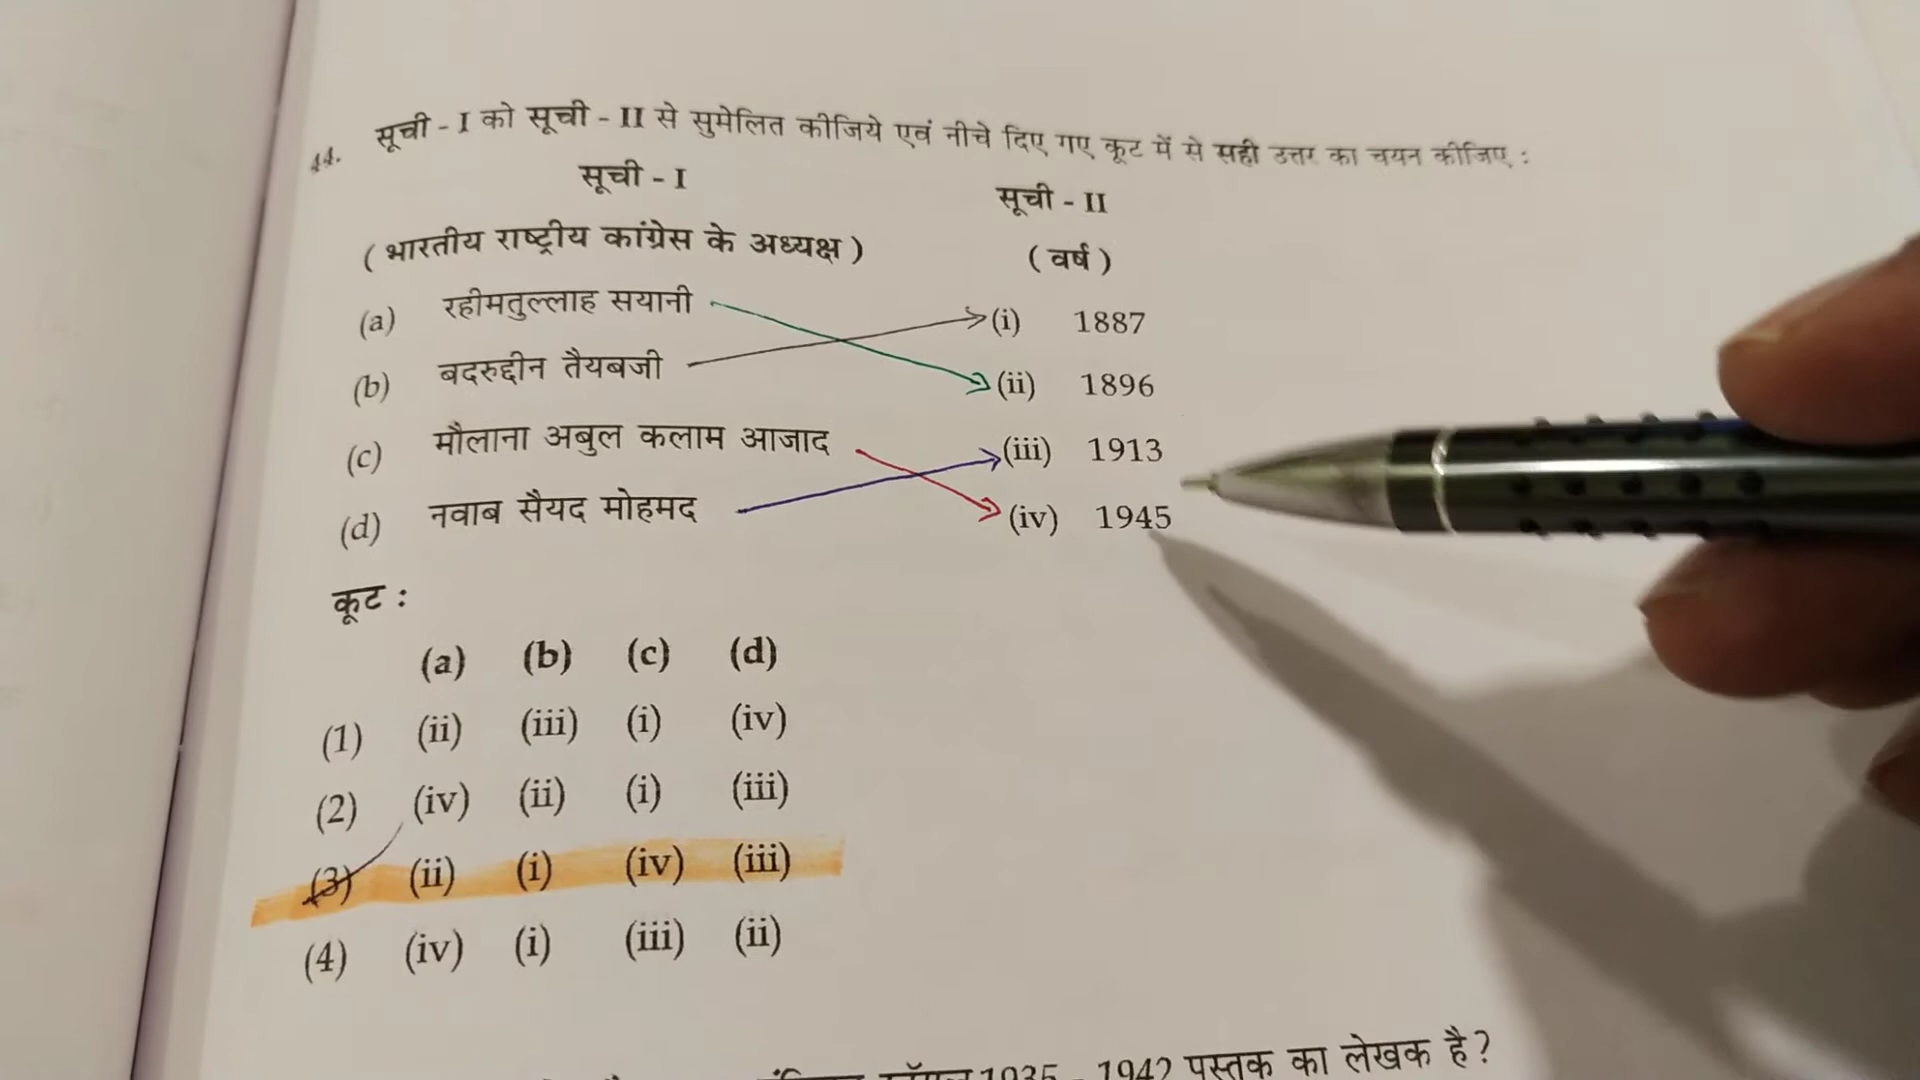 44. सूची - I को सूची - II से सुमेलित कीजिये एवं नीचे दिए गए कूट में से सही उत्तर का चयन कीजिए :
सूची - I सूची - II
( भारतीय राष्ट्रीय कांग्रेस के अध्यक्ष ) ( वर्ष )
(a) रहीमतुल्लाह सयानी (i) 1887
(b) बदरुद्दीन तैयबजी (ii) 1896
(c) मौलाना अबुल कलाम आजाद (iii) 1913
(d) नवाब सैयद मोहमद (iv) 1945
कूट :
(a) (b) (c) (d)
(1) (ii) (iii) (i) (iv)
(2) (iv) (ii) (i) (iii)
(3) (ii) (i) (iv) (iii)
(4) (iv) (i) (iii) (ii)
1935 - 1942 पुस्तक का लेखक है ?